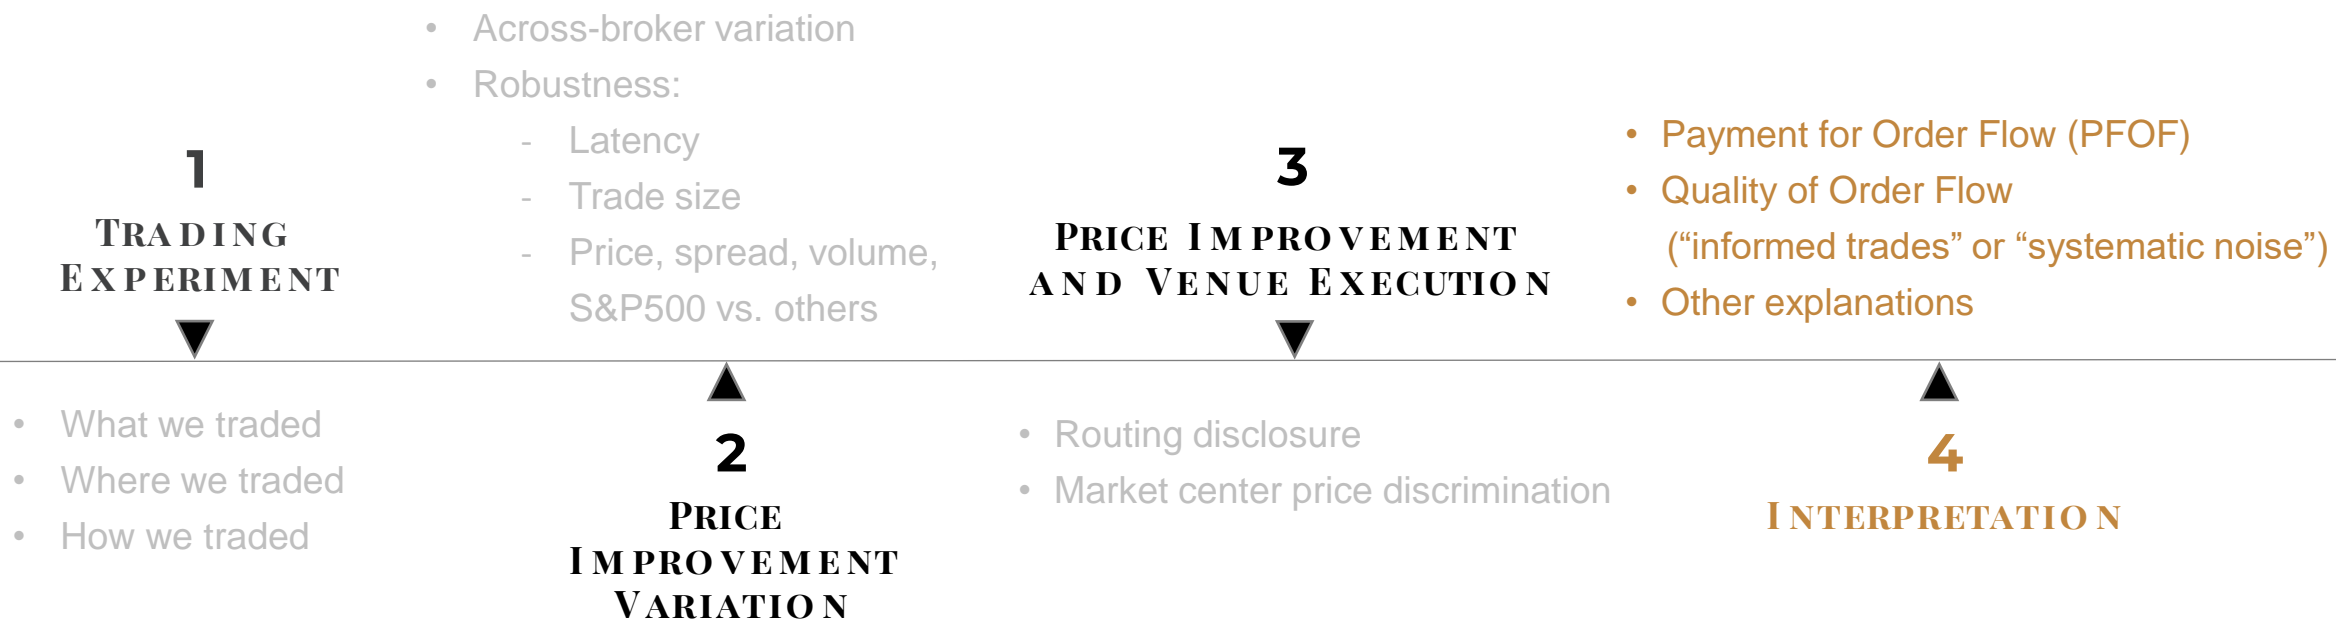 1
TRADING
EXPERIMENT
• What we traded
• Where we traded
• How we traded
• Across-broker variation
• Robustness:
- Latency
- Trade size
- Price, spread, volume,
S&P500 vs. others
2
PRICE
IMPROVEMENT
VARIATION
3
PRICE IMPROVEMENT
AND VENUE EXECUTION
• Routing disclosure
• Market center price discrimination
• Payment for Order Flow (PFOF)
• Quality of Order Flow
(“informed trades” or “systematic noise”)
• Other explanations
4
INTERPRETATION